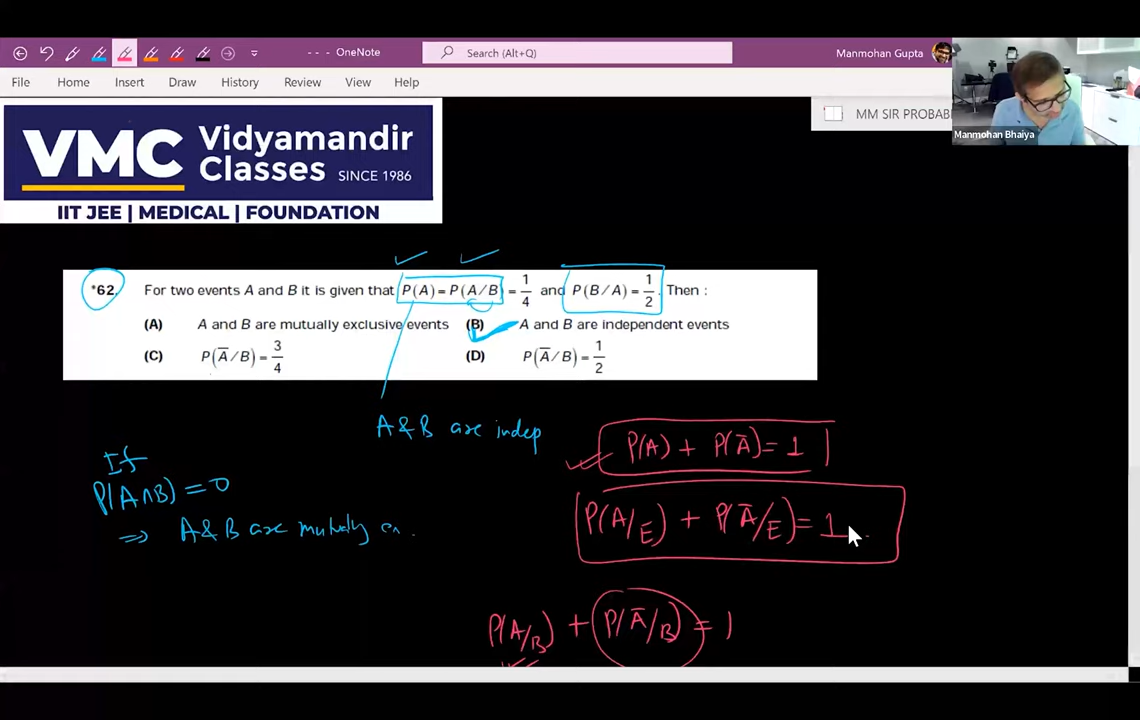 - - - OneNote
Search (Alt+Q)
Manmohan Gupta
File Home Insert Draw History Review View Help
MM SIR PROBAB
Manmohan Bhaiya
VMC Vidyamandir Classes SINCE 1986
IIT JEE | MEDICAL | FOUNDATION
*62. For two events A and B it is given that P(A) = P(A/B) = 1/4 and P(B/A) = 1/2. Then :
(A) A and B are mutually exclusive events (B) A and B are independent events
(C) P(A̅/B) = 3/4 (D) P(A̅/B) = 1/2
A & B are indep
If
P(A∩B) = 0
⇒ A & B are mutualy ex.
P(A) + P(A̅) = 1
P(A/E) + P(A̅/E) = 1
P(A/B) + P(A̅/B) = 1